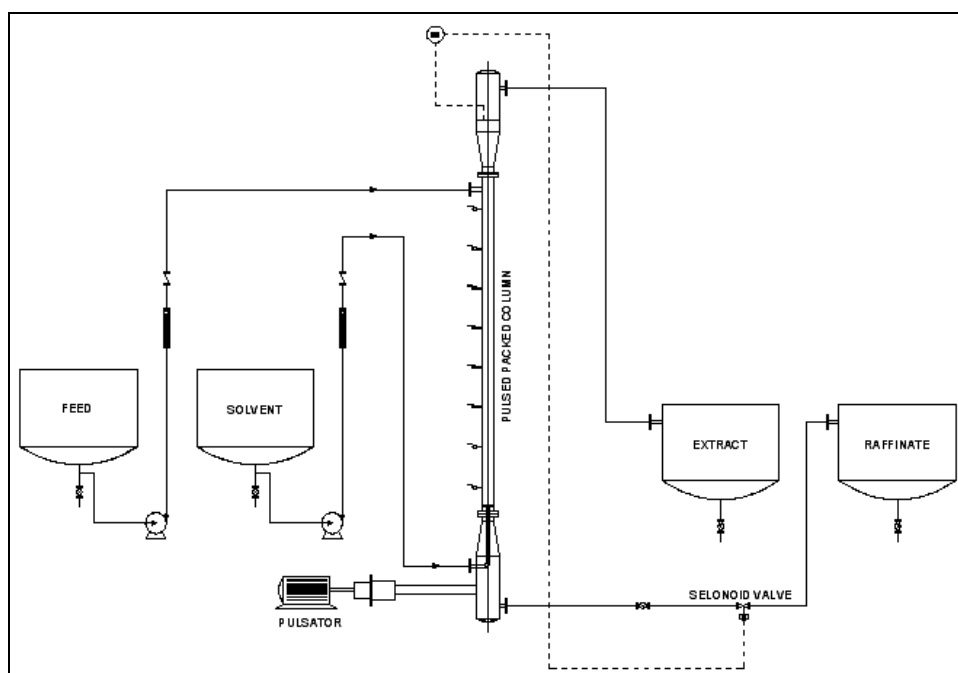 PULSED PACKED COLUMN
FEED
SOLVENT
EXTRACT
RAFFINATE
SELONOID VALVE
PULSATOR